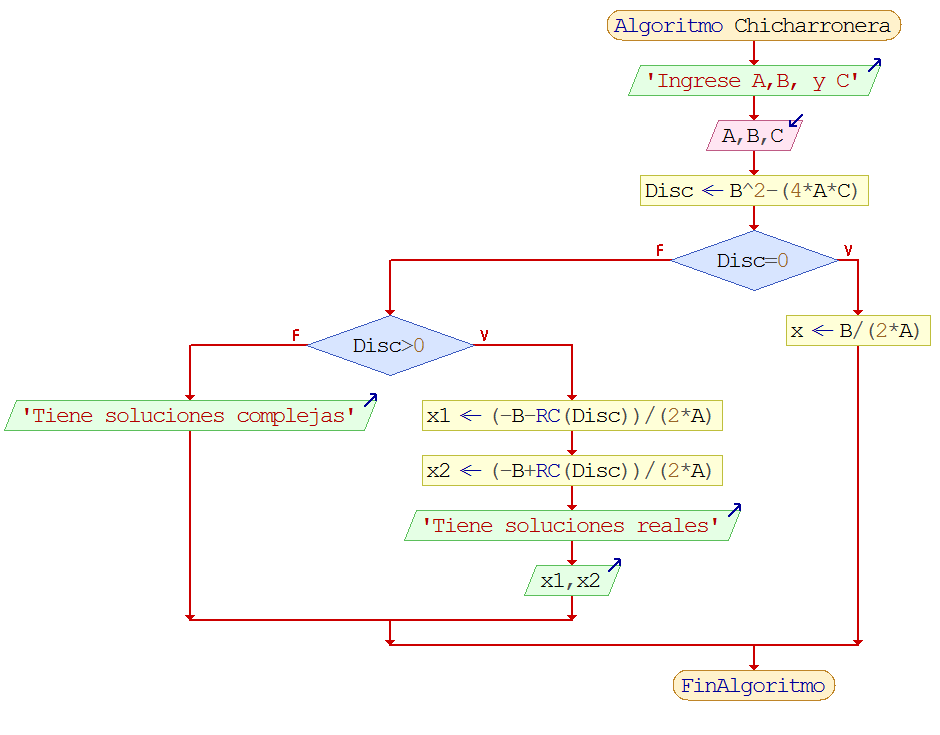 Algoritmo Chicharronera
'Ingrese A,B, y C'
A,B,C
Disc ← B^2-(4*A*C)
F
Disc=0
V
x ← B/(2*A)
F
Disc>0
V
'Tiene soluciones complejas'
x1 ← (-B-RC(Disc))/(2*A)
x2 ← (-B+RC(Disc))/(2*A)
'Tiene soluciones reales'
x1,x2
FinAlgoritmo